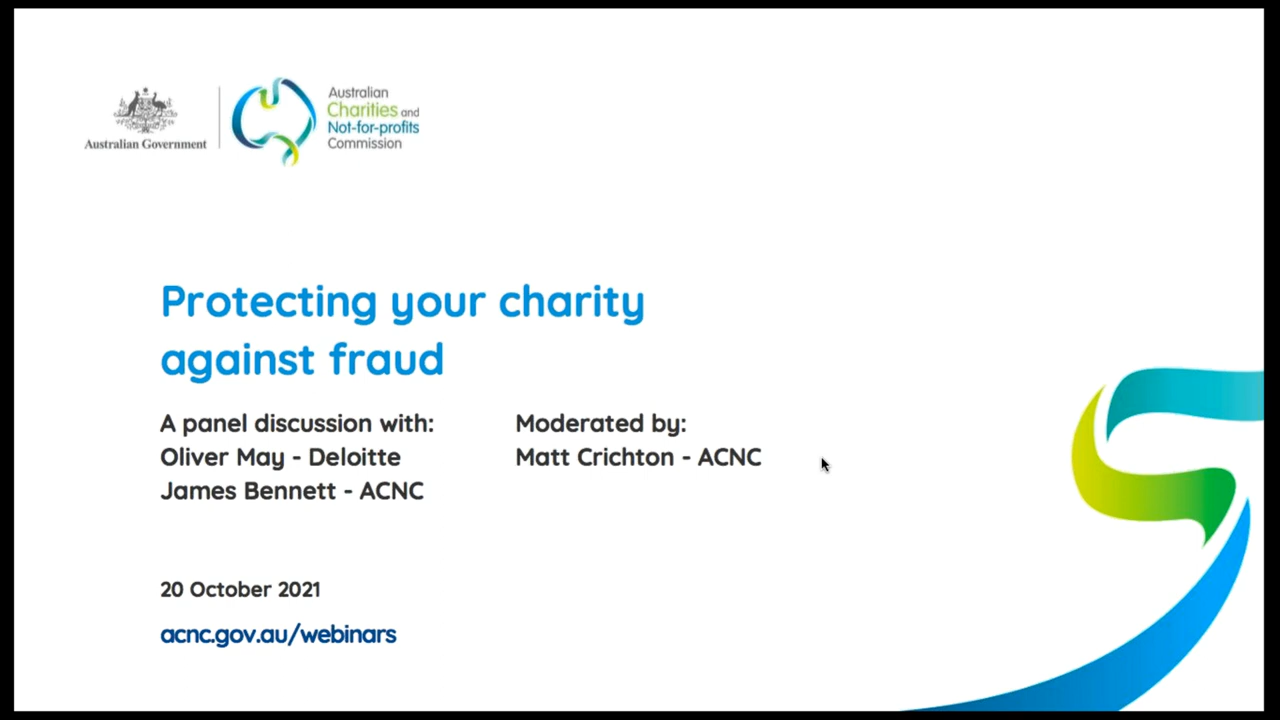 Australian Government
Australian
Charities and
Not-for-profits
Commission
Protecting your charity
against fraud
A panel discussion with:
Oliver May - Deloitte
James Bennett - ACNC
Moderated by:
Matt Crichton - ACNC
20 October 2021
acnc.gov.au/webinars